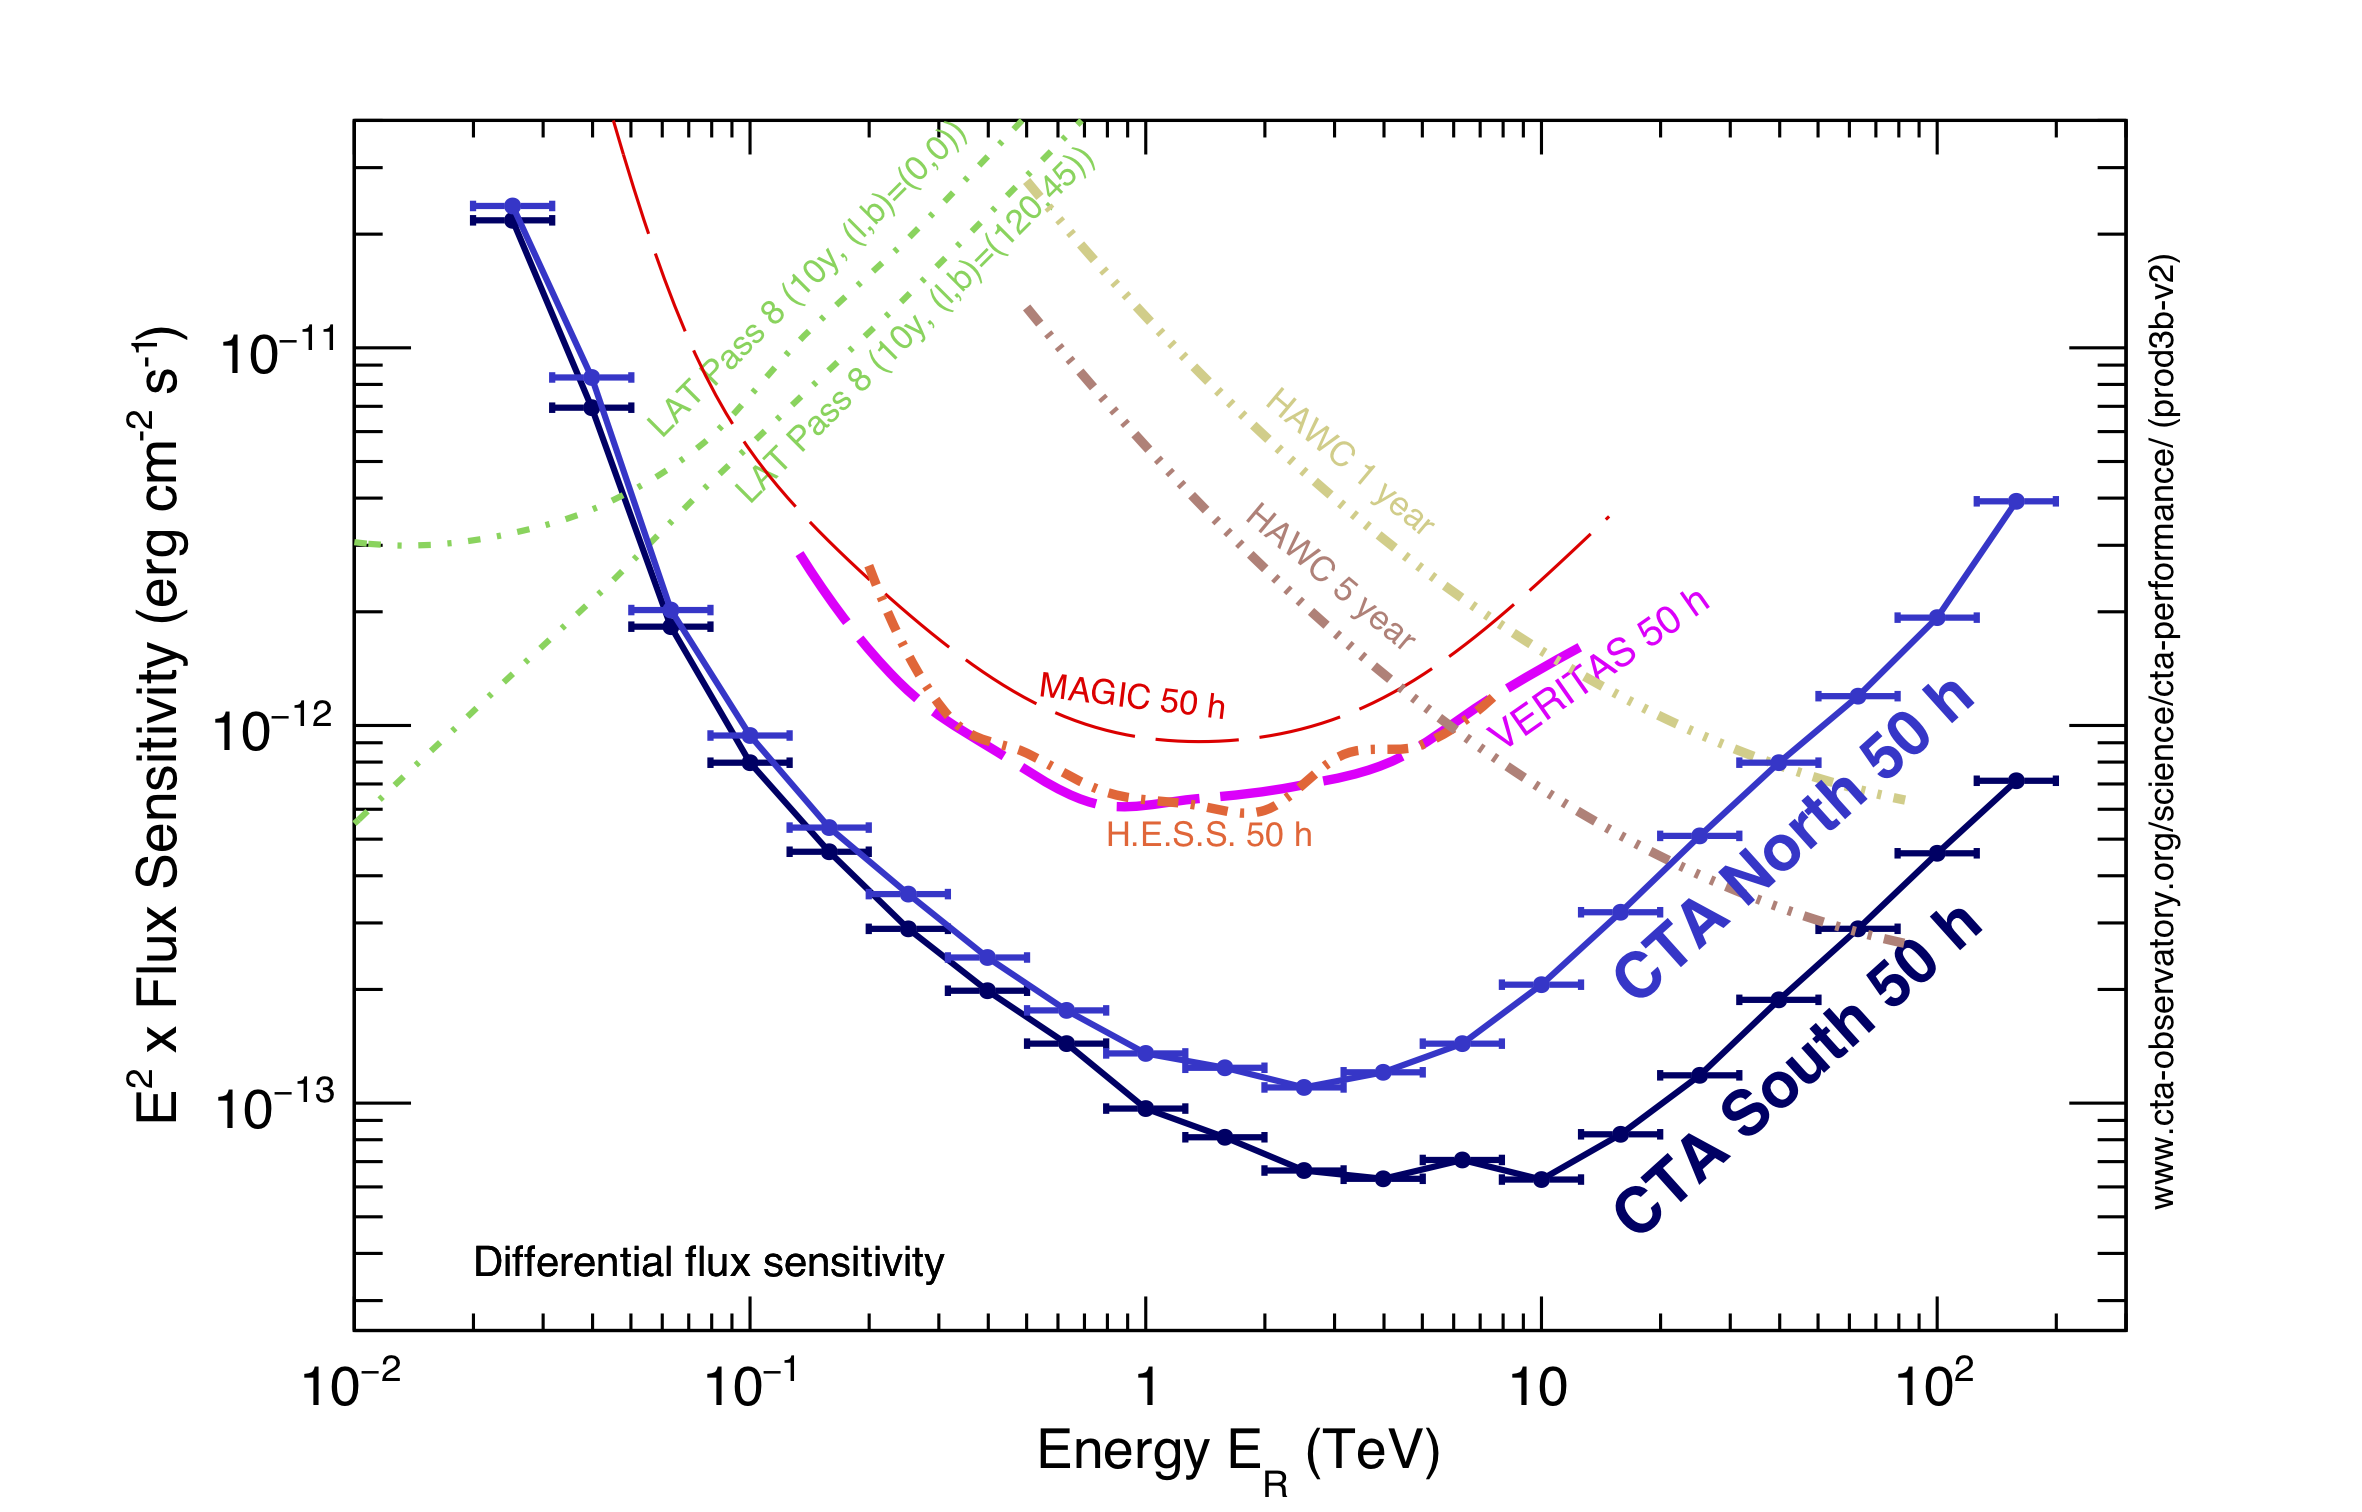 LAT Pass 8 (10y, (l,b)=(0,0))
LAT Pass 8 (10y, (l,b)=(120,45))
HAWC 1 year
HAWC 5 year
MAGIC 50 h
VERITAS 50 h
H.E.S.S. 50 h
CTA North 50 h
CTA South 50 h
Differential flux sensitivity
E² x Flux Sensitivity (erg cm⁻² s⁻¹)
10⁻¹¹
10⁻¹²
10⁻¹³
10⁻²
10⁻¹
1
10
10²
Energy E_R (TeV)
www.cta-observatory.org/science/cta-performance/ (prod3b-v2)